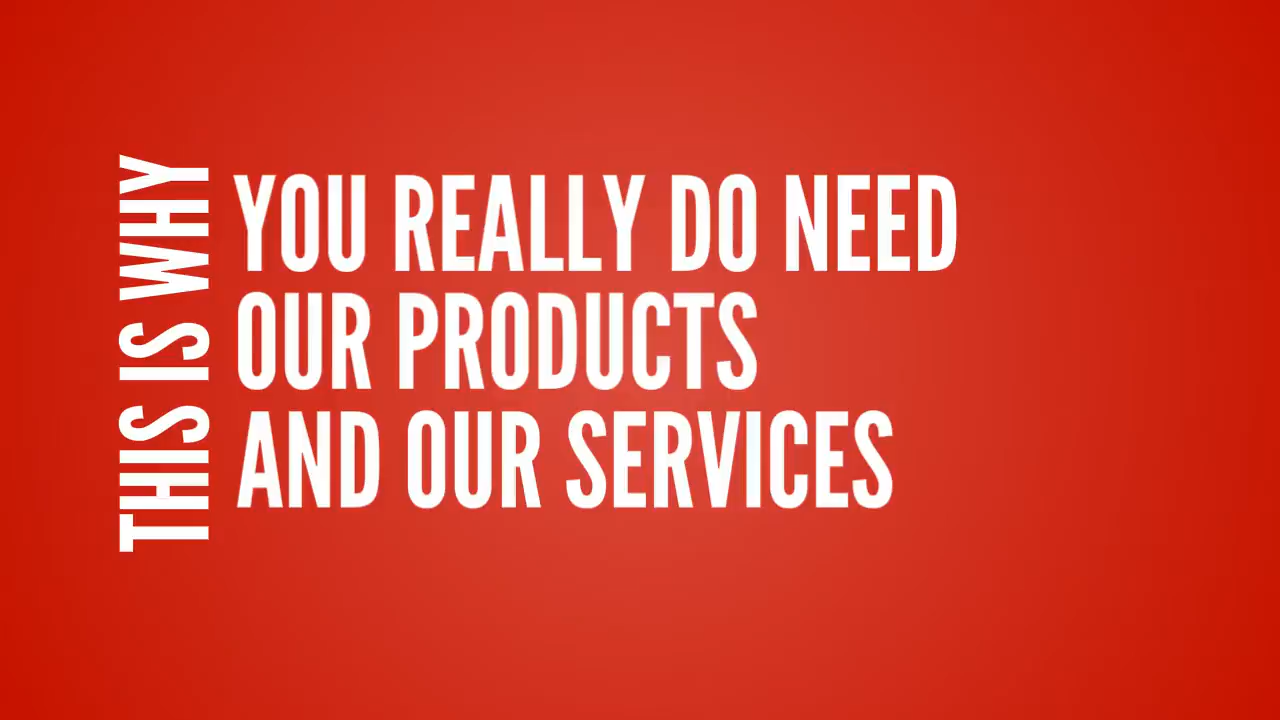 THIS IS WHY
YOU REALLY DO NEED
OUR PRODUCTS
AND OUR SERVICES